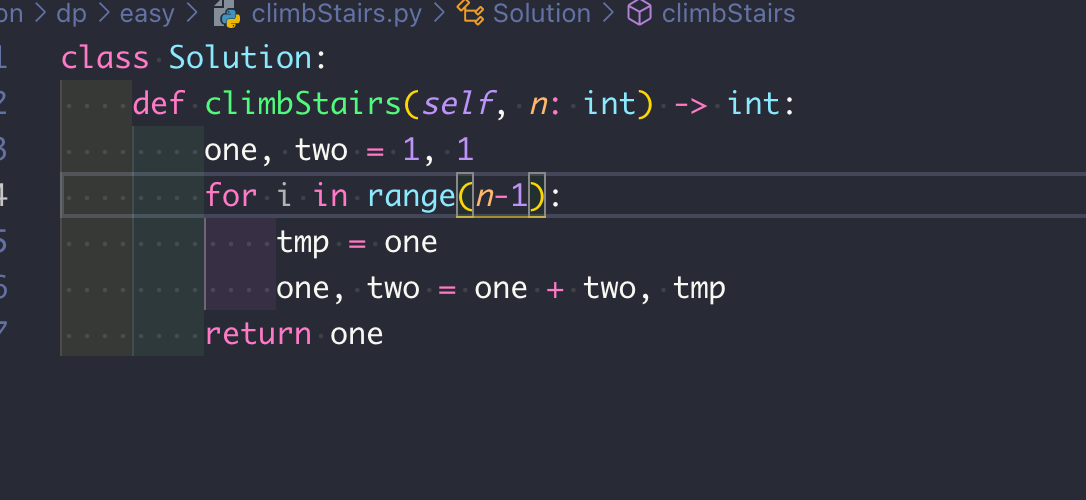 on > dp > easy > climbStairs.py > Solution > climbStairs
1 class Solution:
2     def climbStairs(self, n: int) -> int:
3         one, two = 1, 1
4         for i in range(n-1):
5             tmp = one
6             one, two = one + two, tmp
7         return one